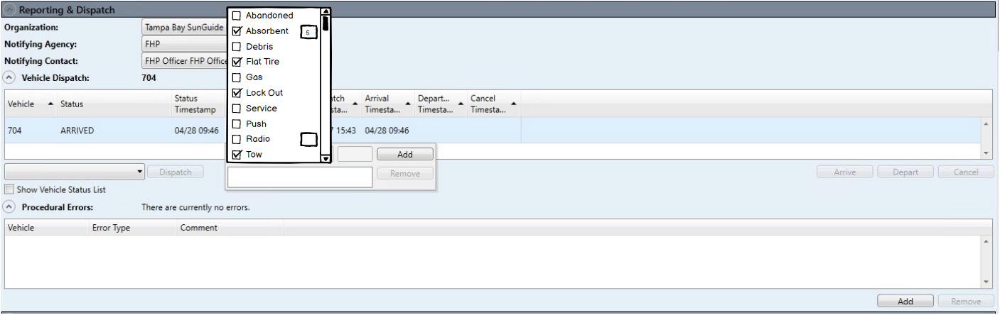 Reporting & Dispatch
Organization: Tampa Bay SunGuide
Notifying Agency: FHP
Notifying Contact: FHP Officer FHP Office
Vehicle Dispatch: 704
Abandoned
Absorbent 5
Debris
Flat Tire
Gas
Lock Out
Service
Push
Radio
Tow
Vehicle Status Status Timestamp tch sta... Arrival Timesta... Depart... Timesta... Cancel Timesta...
704 ARRIVED 04/28 09:46 7 15:43 04/28 09:46
Add
Dispatch Remove Arrive Depart Cancel
Show Vehicle Status List
Procedural Errors: There are currently no errors.
Vehicle Error Type Comment
Add Remove